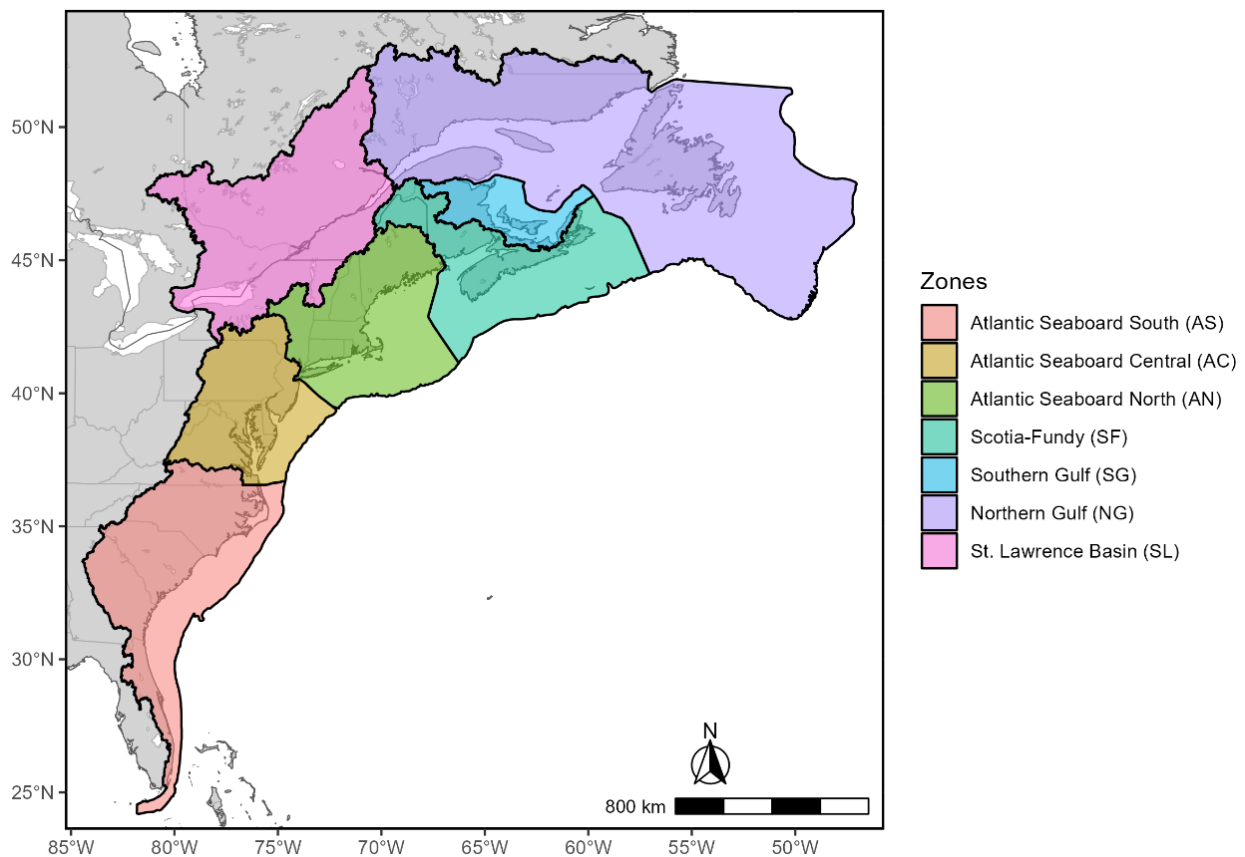 50°N
45°N
40°N
35°N
30°N
25°N
85°W
80°W
75°W
70°W
65°W
60°W
55°W
50°W
N
800 km
Zones
Atlantic Seaboard South (AS)
Atlantic Seaboard Central (AC)
Atlantic Seaboard North (AN)
Scotia-Fundy (SF)
Southern Gulf (SG)
Northern Gulf (NG)
St. Lawrence Basin (SL)